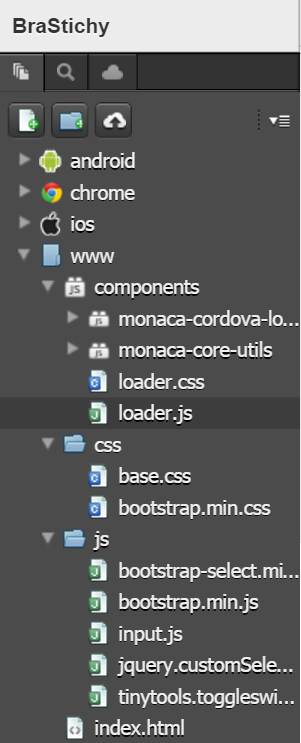 BraStichy
android
chrome
ios
www
components
monaca-cordova-lo...
monaca-core-utils
loader.css
loader.js
css
base.css
bootstrap.min.css
js
bootstrap-select.mi...
bootstrap.min.js
input.js
jquery.customSele...
tinytools.toggleswi...
index.html